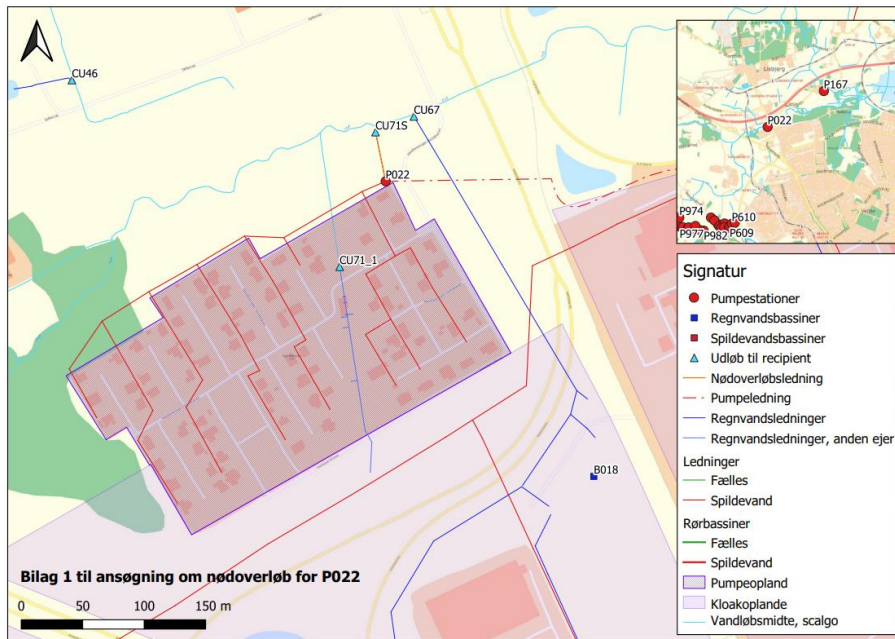 CU46
CU67
CU71S
P022
CU71_1
B018
Bilag 1 til ansøgning om nødoverløb for P022
0 50 100 150 m
Lisbjerg
P167
P022
P974
P610
P977
P982
P609
Signatur
Pumpestationer
Regnvandsbassiner
Spildevandsbassiner
Udløb til recipient
Nødoverløbsledning
Pumpeledning
Regnvandsledninger
Regnvandsledninger, anden ejer
Ledninger
Fælles
Spildevand
Rørbassiner
Fælles
Spildevand
Pumpeopland
Kloakoplande
Vandløbsmidte, scalgo